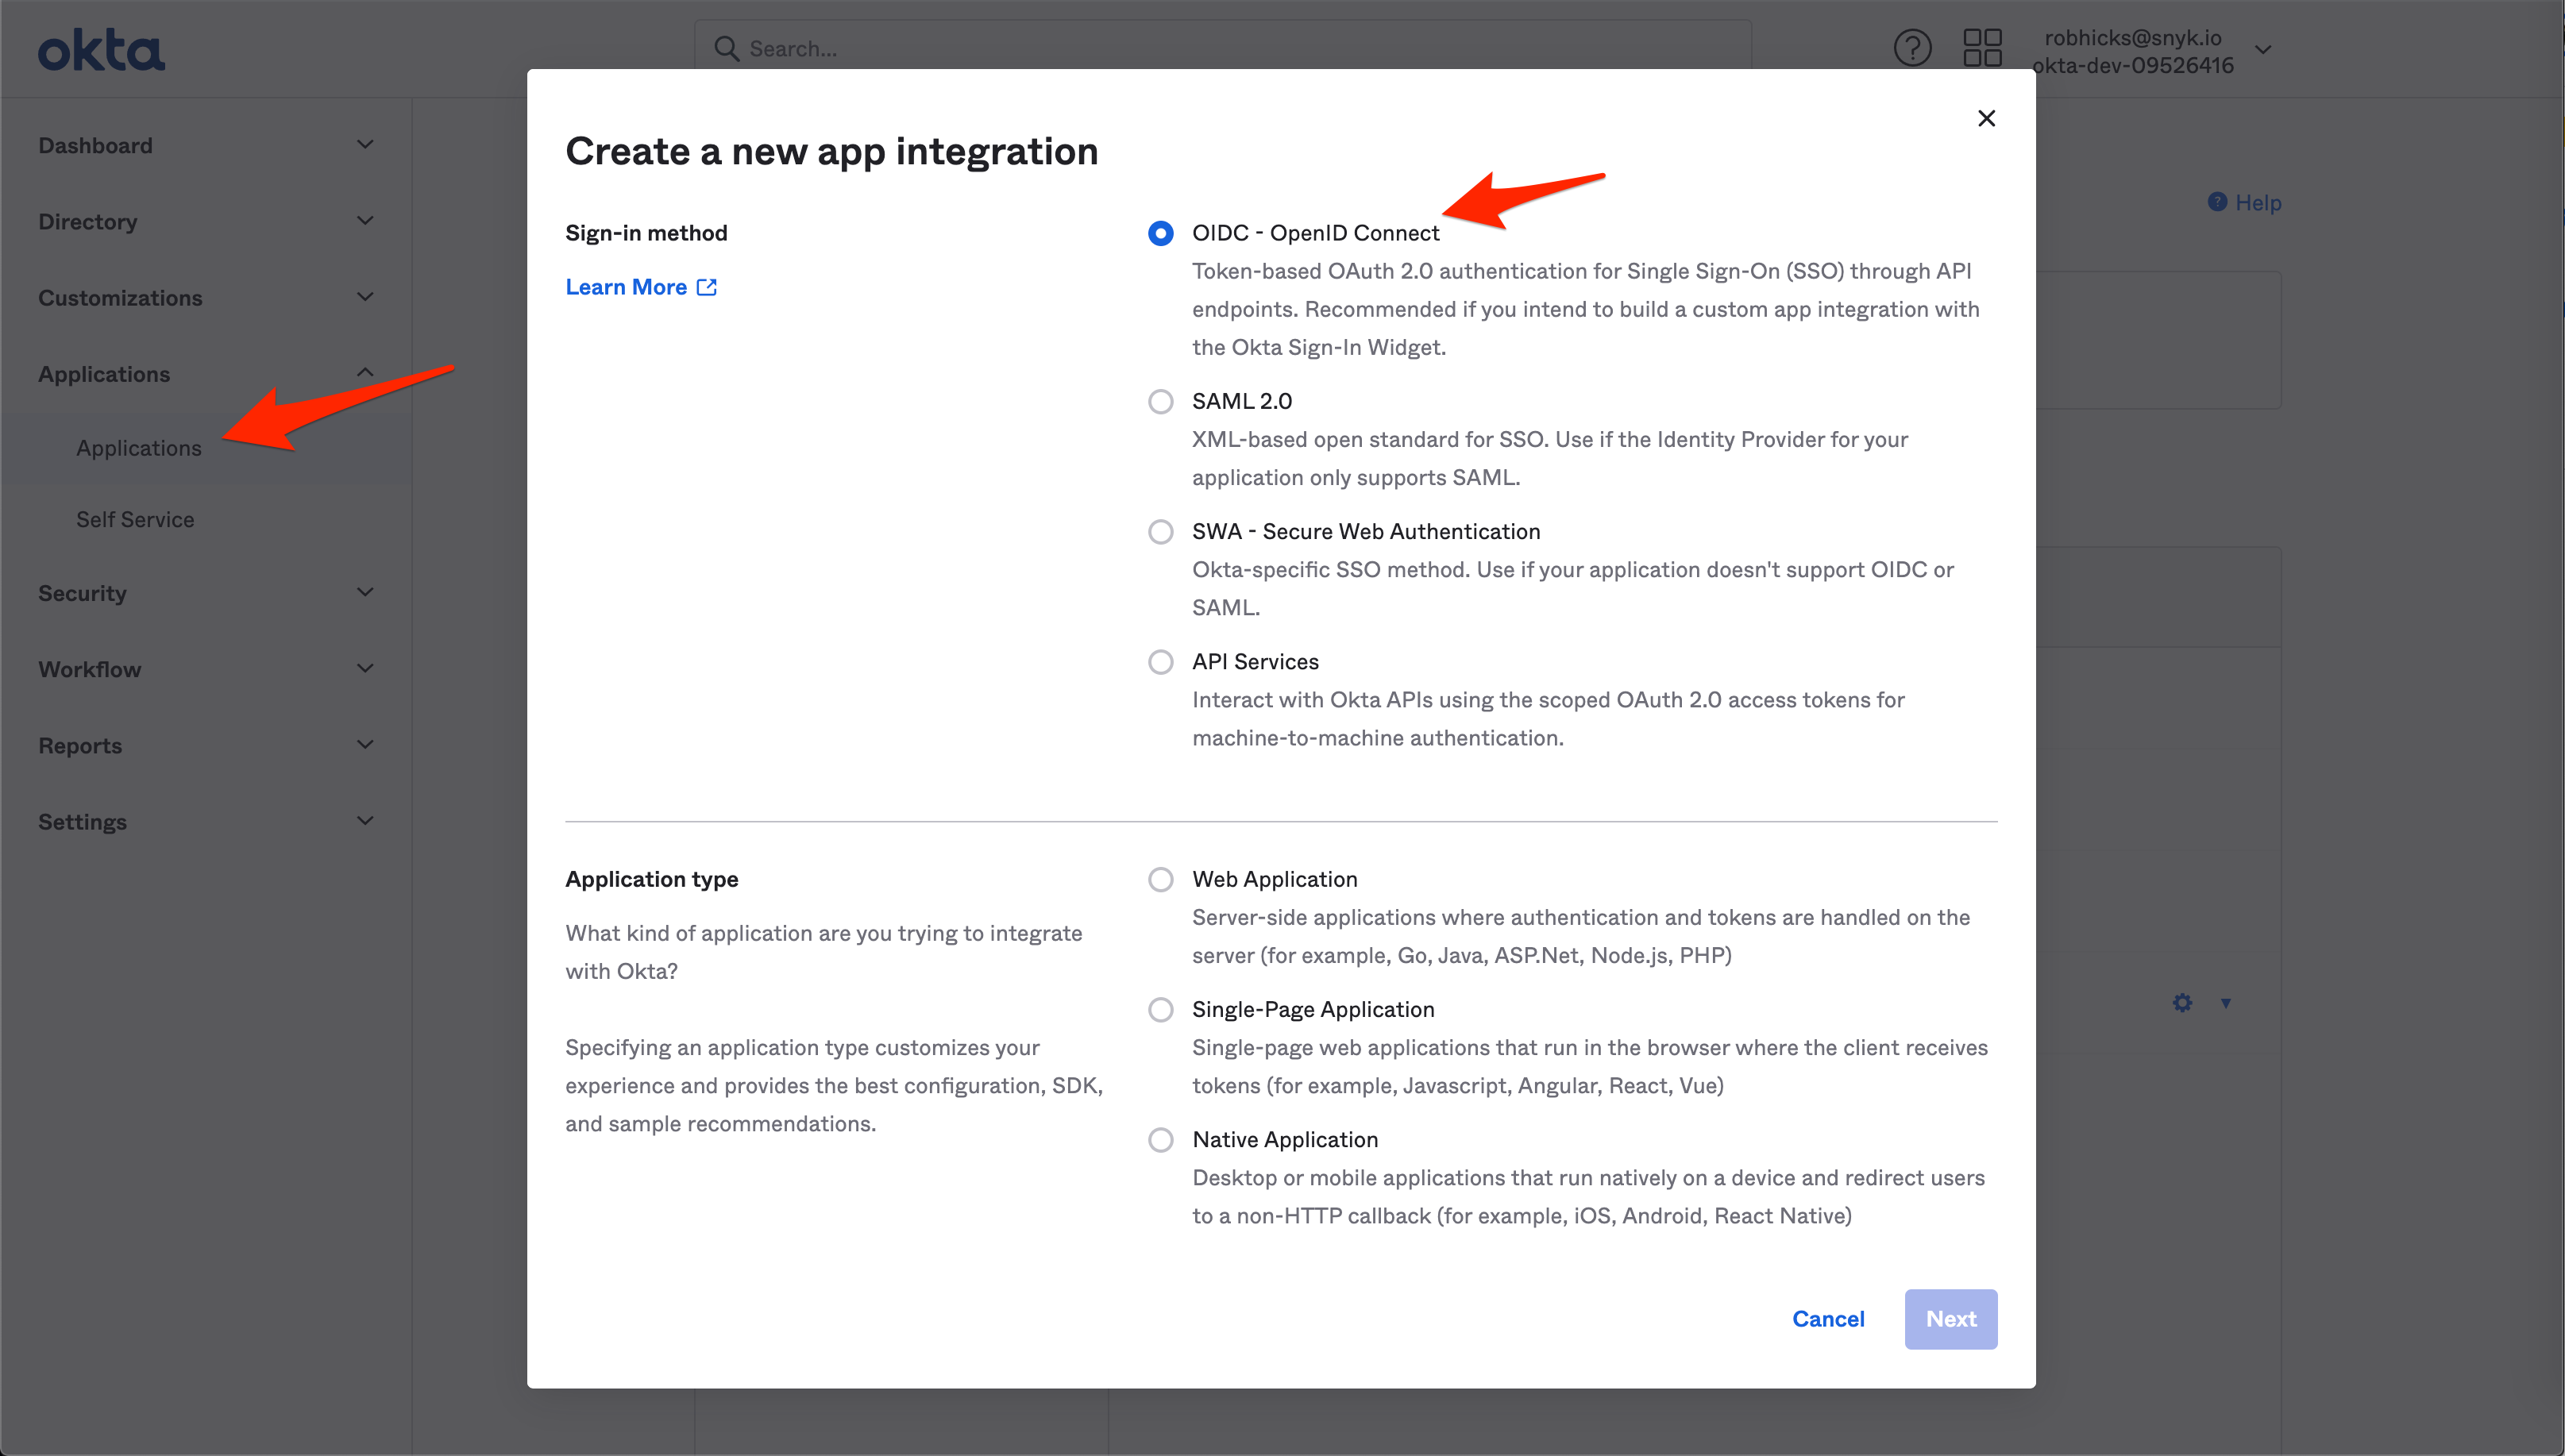 okta
Search...
robhicks@snyk.io
okta-dev-09526416
Dashboard
Directory
Customizations
Applications
Applications
Self Service
Security
Workflow
Reports
Settings
Help
Create a new app integration
Sign-in method
Learn More
OIDC - OpenID Connect
Token-based OAuth 2.0 authentication for Single Sign-On (SSO) through API
endpoints. Recommended if you intend to build a custom app integration with
the Okta Sign-In Widget.
SAML 2.0
XML-based open standard for SSO. Use if the Identity Provider for your
application only supports SAML.
SWA - Secure Web Authentication
Okta-specific SSO method. Use if your application doesn't support OIDC or
SAML.
API Services
Interact with Okta APIs using the scoped OAuth 2.0 access tokens for
machine-to-machine authentication.
Application type
What kind of application are you trying to integrate
with Okta?
Specifying an application type customizes your
experience and provides the best configuration, SDK,
and sample recommendations.
Web Application
Server-side applications where authentication and tokens are handled on the
server (for example, Go, Java, ASP.Net, Node.js, PHP)
Single-Page Application
Single-page web applications that run in the browser where the client receives
tokens (for example, Javascript, Angular, React, Vue)
Native Application
Desktop or mobile applications that run natively on a device and redirect users
to a non-HTTP callback (for example, iOS, Android, React Native)
Cancel
Next